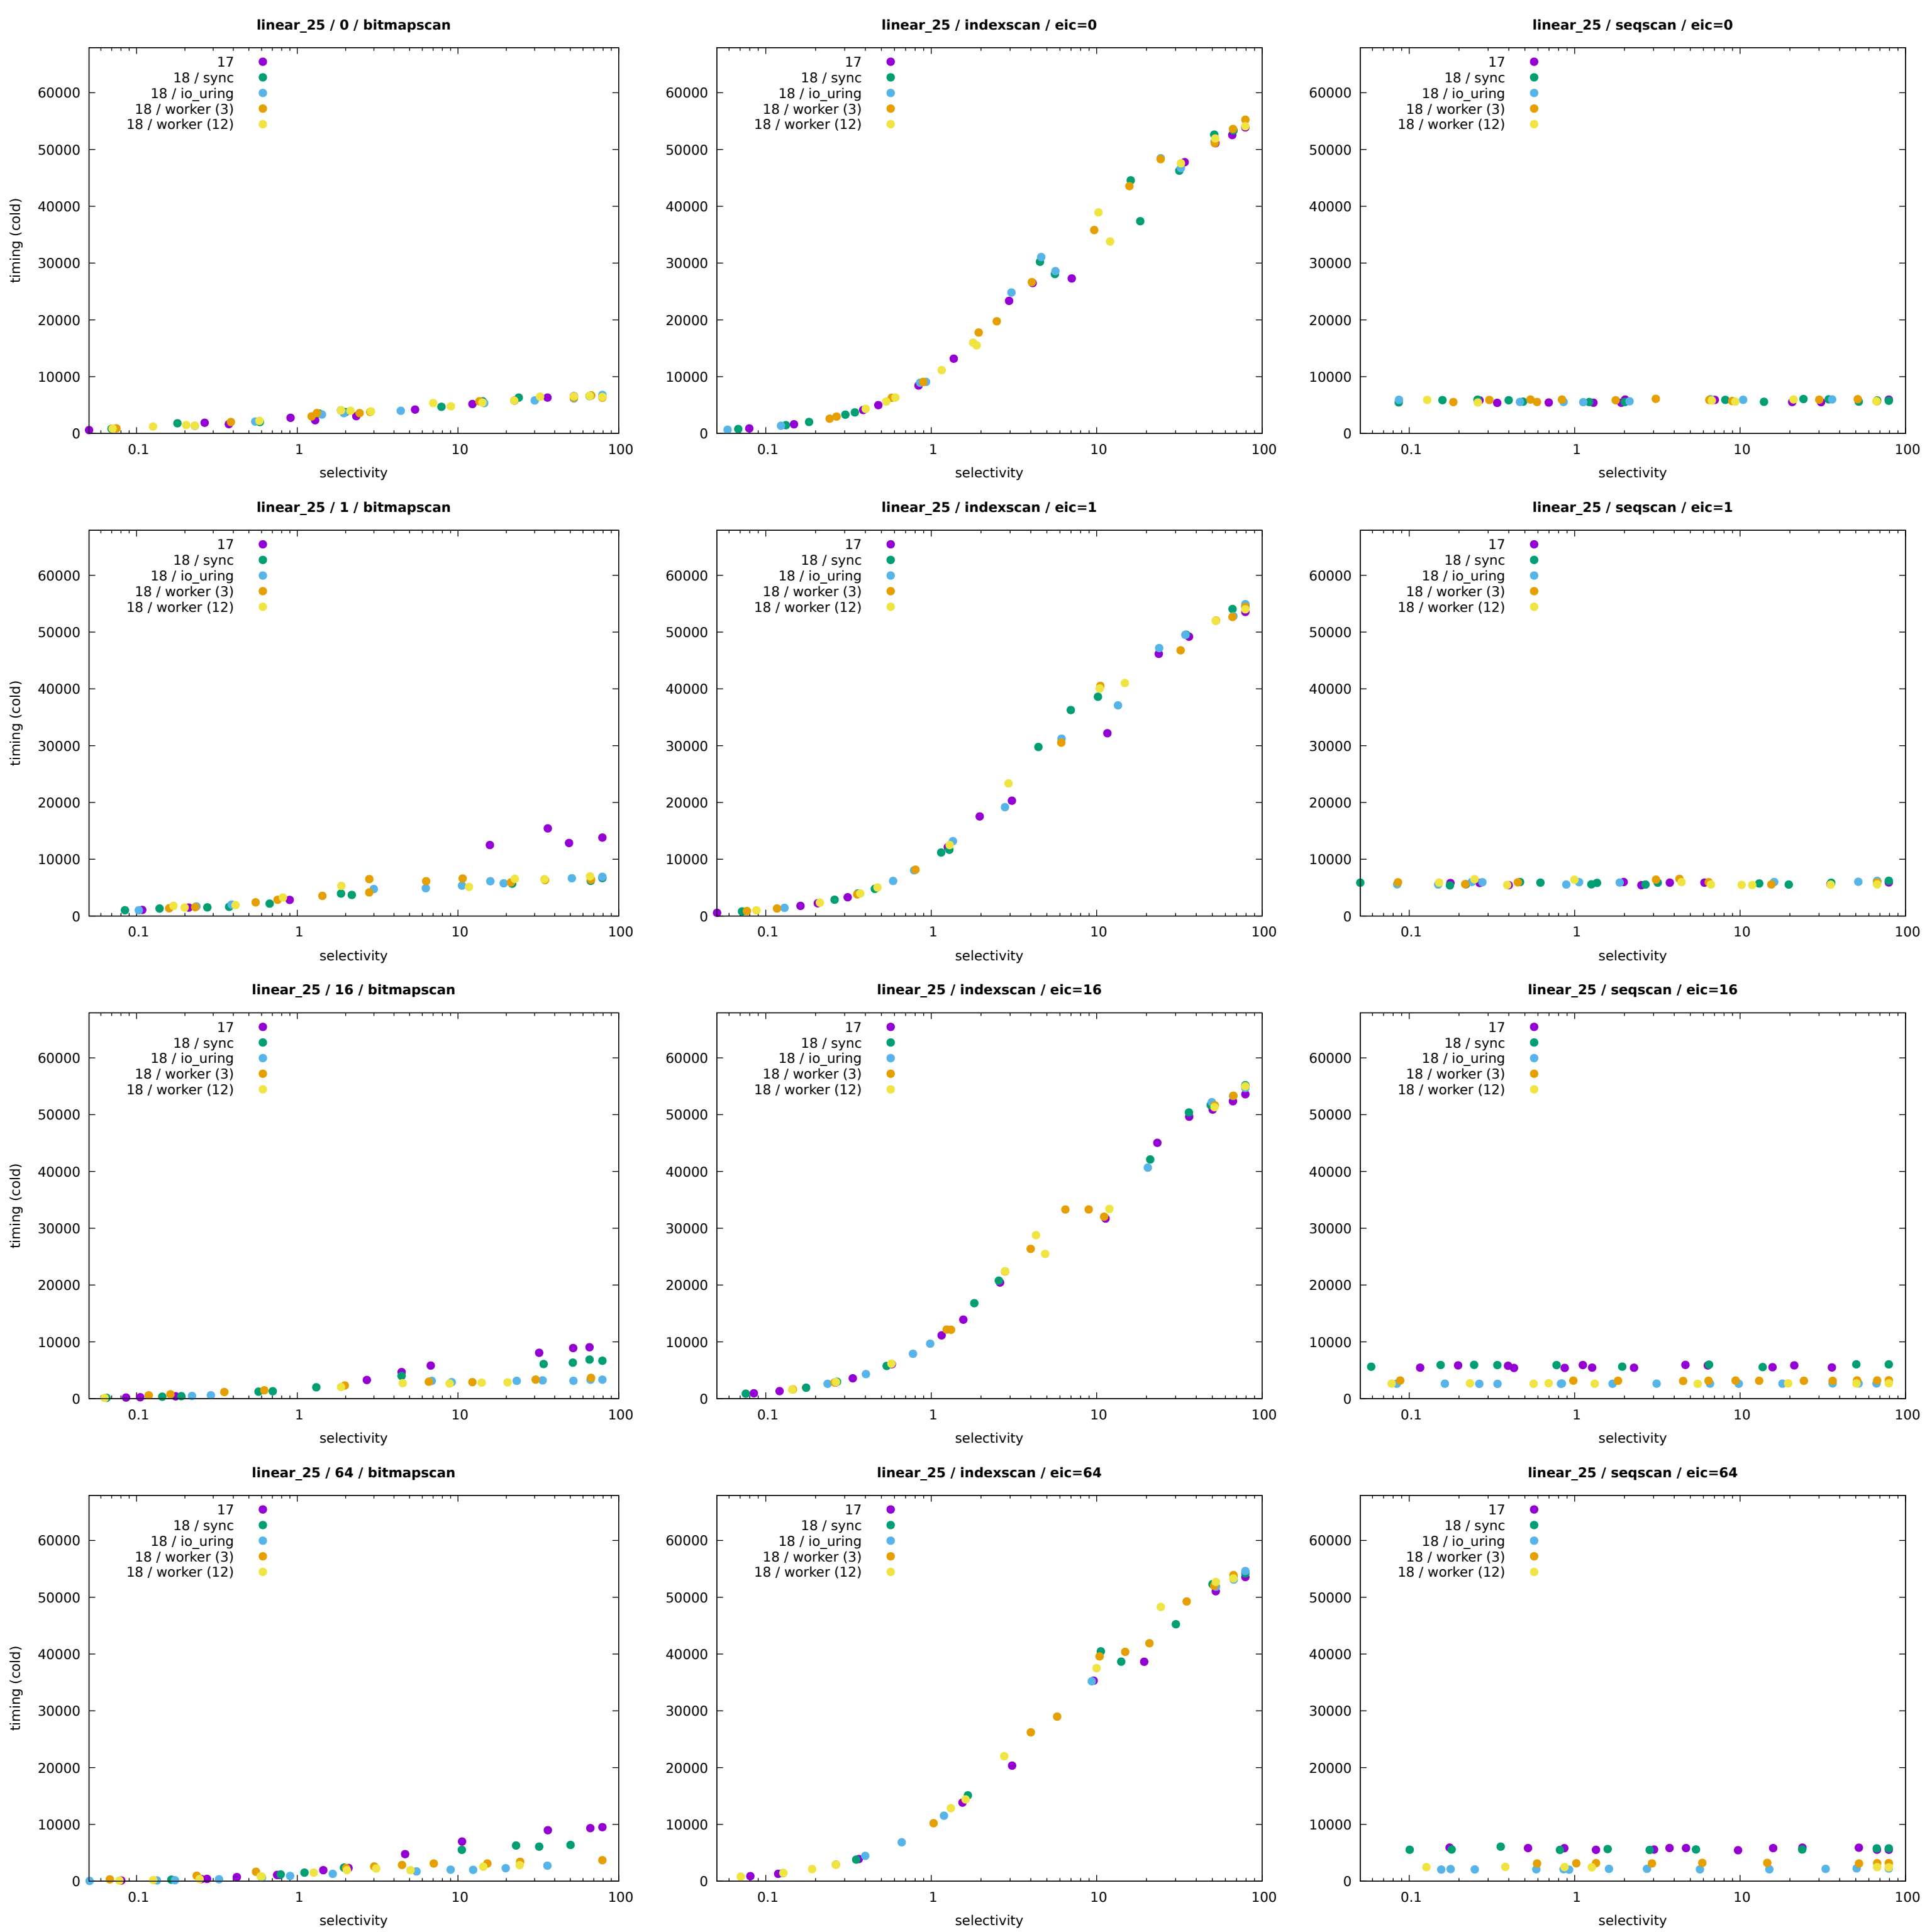 linear_25 / 0 / bitmapscan
17
18 / sync
18 / io_uring
18 / worker (3)
18 / worker (12)
60000
50000
40000
30000
20000
10000
0
timing (cold)
0.1 1 10 100
selectivity
linear_25 / indexscan / eic=0
17
18 / sync
18 / io_uring
18 / worker (3)
18 / worker (12)
60000
50000
40000
30000
20000
10000
0
0.1 1 10 100
selectivity
linear_25 / seqscan / eic=0
17
18 / sync
18 / io_uring
18 / worker (3)
18 / worker (12)
60000
50000
40000
30000
20000
10000
0
0.1 1 10 100
selectivity
linear_25 / 1 / bitmapscan
17
18 / sync
18 / io_uring
18 / worker (3)
18 / worker (12)
60000
50000
40000
30000
20000
10000
0
timing (cold)
0.1 1 10 100
selectivity
linear_25 / indexscan / eic=1
17
18 / sync
18 / io_uring
18 / worker (3)
18 / worker (12)
60000
50000
40000
30000
20000
10000
0
0.1 1 10 100
selectivity
linear_25 / seqscan / eic=1
17
18 / sync
18 / io_uring
18 / worker (3)
18 / worker (12)
60000
50000
40000
30000
20000
10000
0
0.1 1 10 100
selectivity
linear_25 / 16 / bitmapscan
17
18 / sync
18 / io_uring
18 / worker (3)
18 / worker (12)
60000
50000
40000
30000
20000
10000
0
timing (cold)
0.1 1 10 100
selectivity
linear_25 / indexscan / eic=16
17
18 / sync
18 / io_uring
18 / worker (3)
18 / worker (12)
60000
50000
40000
30000
20000
10000
0
0.1 1 10 100
selectivity
linear_25 / seqscan / eic=16
17
18 / sync
18 / io_uring
18 / worker (3)
18 / worker (12)
60000
50000
40000
30000
20000
10000
0
0.1 1 10 100
selectivity
linear_25 / 64 / bitmapscan
17
18 / sync
18 / io_uring
18 / worker (3)
18 / worker (12)
60000
50000
40000
30000
20000
10000
0
timing (cold)
0.1 1 10 100
selectivity
linear_25 / indexscan / eic=64
17
18 / sync
18 / io_uring
18 / worker (3)
18 / worker (12)
60000
50000
40000
30000
20000
10000
0
0.1 1 10 100
selectivity
linear_25 / seqscan / eic=64
17
18 / sync
18 / io_uring
18 / worker (3)
18 / worker (12)
60000
50000
40000
30000
20000
10000
0
0.1 1 10 100
selectivity